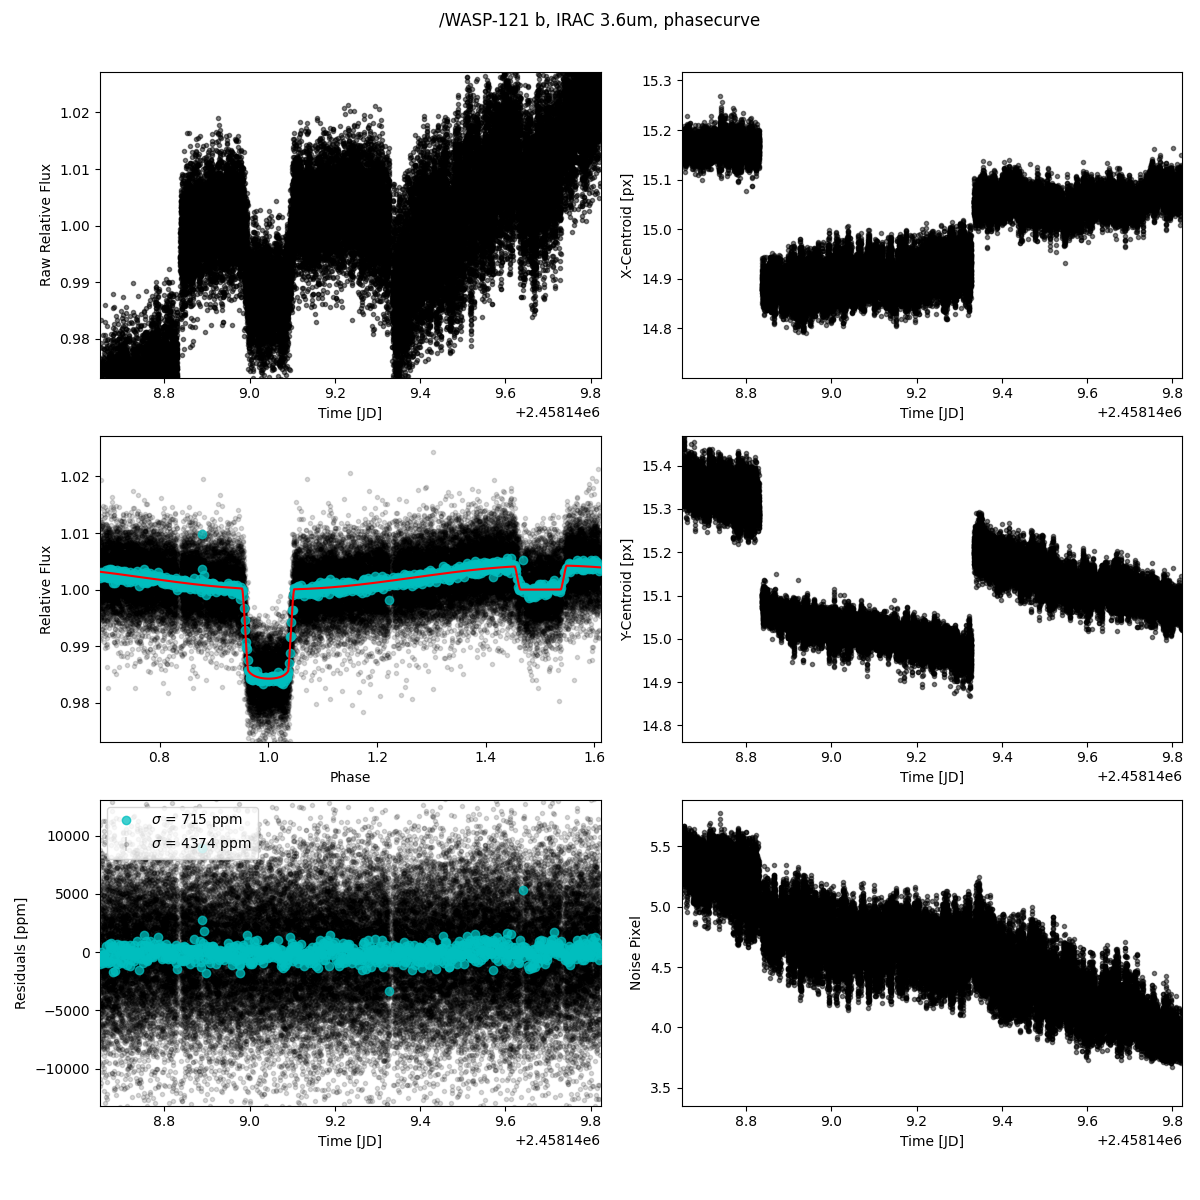 /WASP-121 b, IRAC 3.6um, phasecurve
1.02
1.01
1.00
0.99
0.98
Raw Relative Flux
8.8 9.0 9.2 9.4 9.6 9.8
Time [JD]
+2.45814e6
15.3
15.2
15.1
15.0
14.9
14.8
X-Centroid [px]
8.8 9.0 9.2 9.4 9.6 9.8
Time [JD]
+2.45814e6
1.02
1.01
1.00
0.99
0.98
Relative Flux
0.8 1.0 1.2 1.4 1.6
Phase
15.4
15.3
15.2
15.1
15.0
14.9
14.8
Y-Centroid [px]
8.8 9.0 9.2 9.4 9.6 9.8
Time [JD]
+2.45814e6
σ = 715 ppm
σ = 4374 ppm
10000
5000
0
−5000
−10000
Residuals [ppm]
8.8 9.0 9.2 9.4 9.6 9.8
Time [JD]
+2.45814e6
5.5
5.0
4.5
4.0
3.5
Noise Pixel
8.8 9.0 9.2 9.4 9.6 9.8
Time [JD]
+2.45814e6